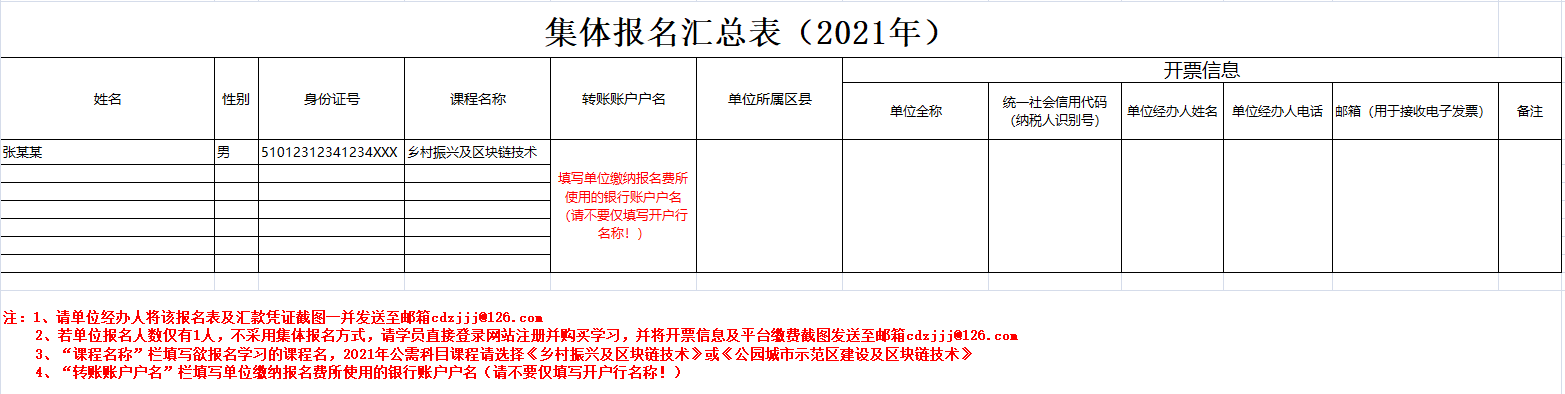 集体报名汇总表（2021年）
姓名
性别
身份证号
课程名称
转账账户户名
单位所属区县
开票信息
单位全称
统一社会信用代码
（纳税人识别号）
单位经办人姓名
单位经办人电话
邮箱（用于接收电子发票）
备注
张某某
男
51012312341234XXX
乡村振兴及区块链技术
填写单位缴纳报名费所
使用的银行账户户名
（请不要仅填写开户行
名称！）
注：1、请单位经办人将该报名表及汇款凭证截图一并发送至邮箱cdzjjj@126.com
2、若单位报名人数仅有1人，不采用集体报名方式，请学员直接登录网站注册并购买学习，并将开票信息及平台缴费截图发送至邮箱cdzjjj@126.com
3、“课程名称”栏填写欲报名学习的课程名，2021年公需科目课程请选择《乡村振兴及区块链技术》或《公园城市示范区建设及区块链技术》
4、“转账账户户名”栏填写单位缴纳报名费所使用的银行账户户名（请不要仅填写开户行名称！）